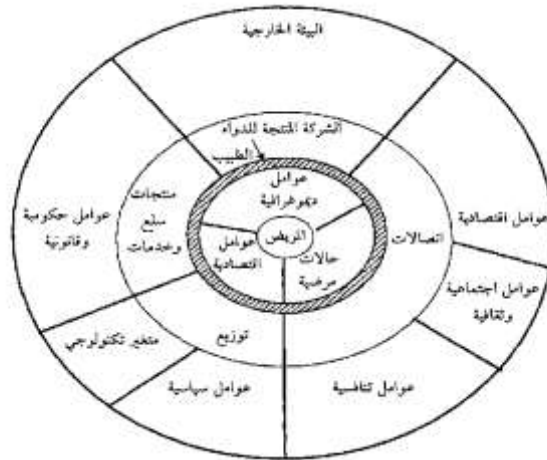 البيئة الخارجية
الشركة المنتجة للدواء
الطبيب
عوامل
ديموغرافية
المريض
عوامل
اقتصادية
حالات
مرضية
منتجات
سلع
وخدمات
اتصالات
توزيع
عوامل حكومية
وقانونية
عوامل اقتصادية
عوامل اجتماعية
وثقافية
متغير تكنولوجي
عوامل سياسية
عوامل تنافسية